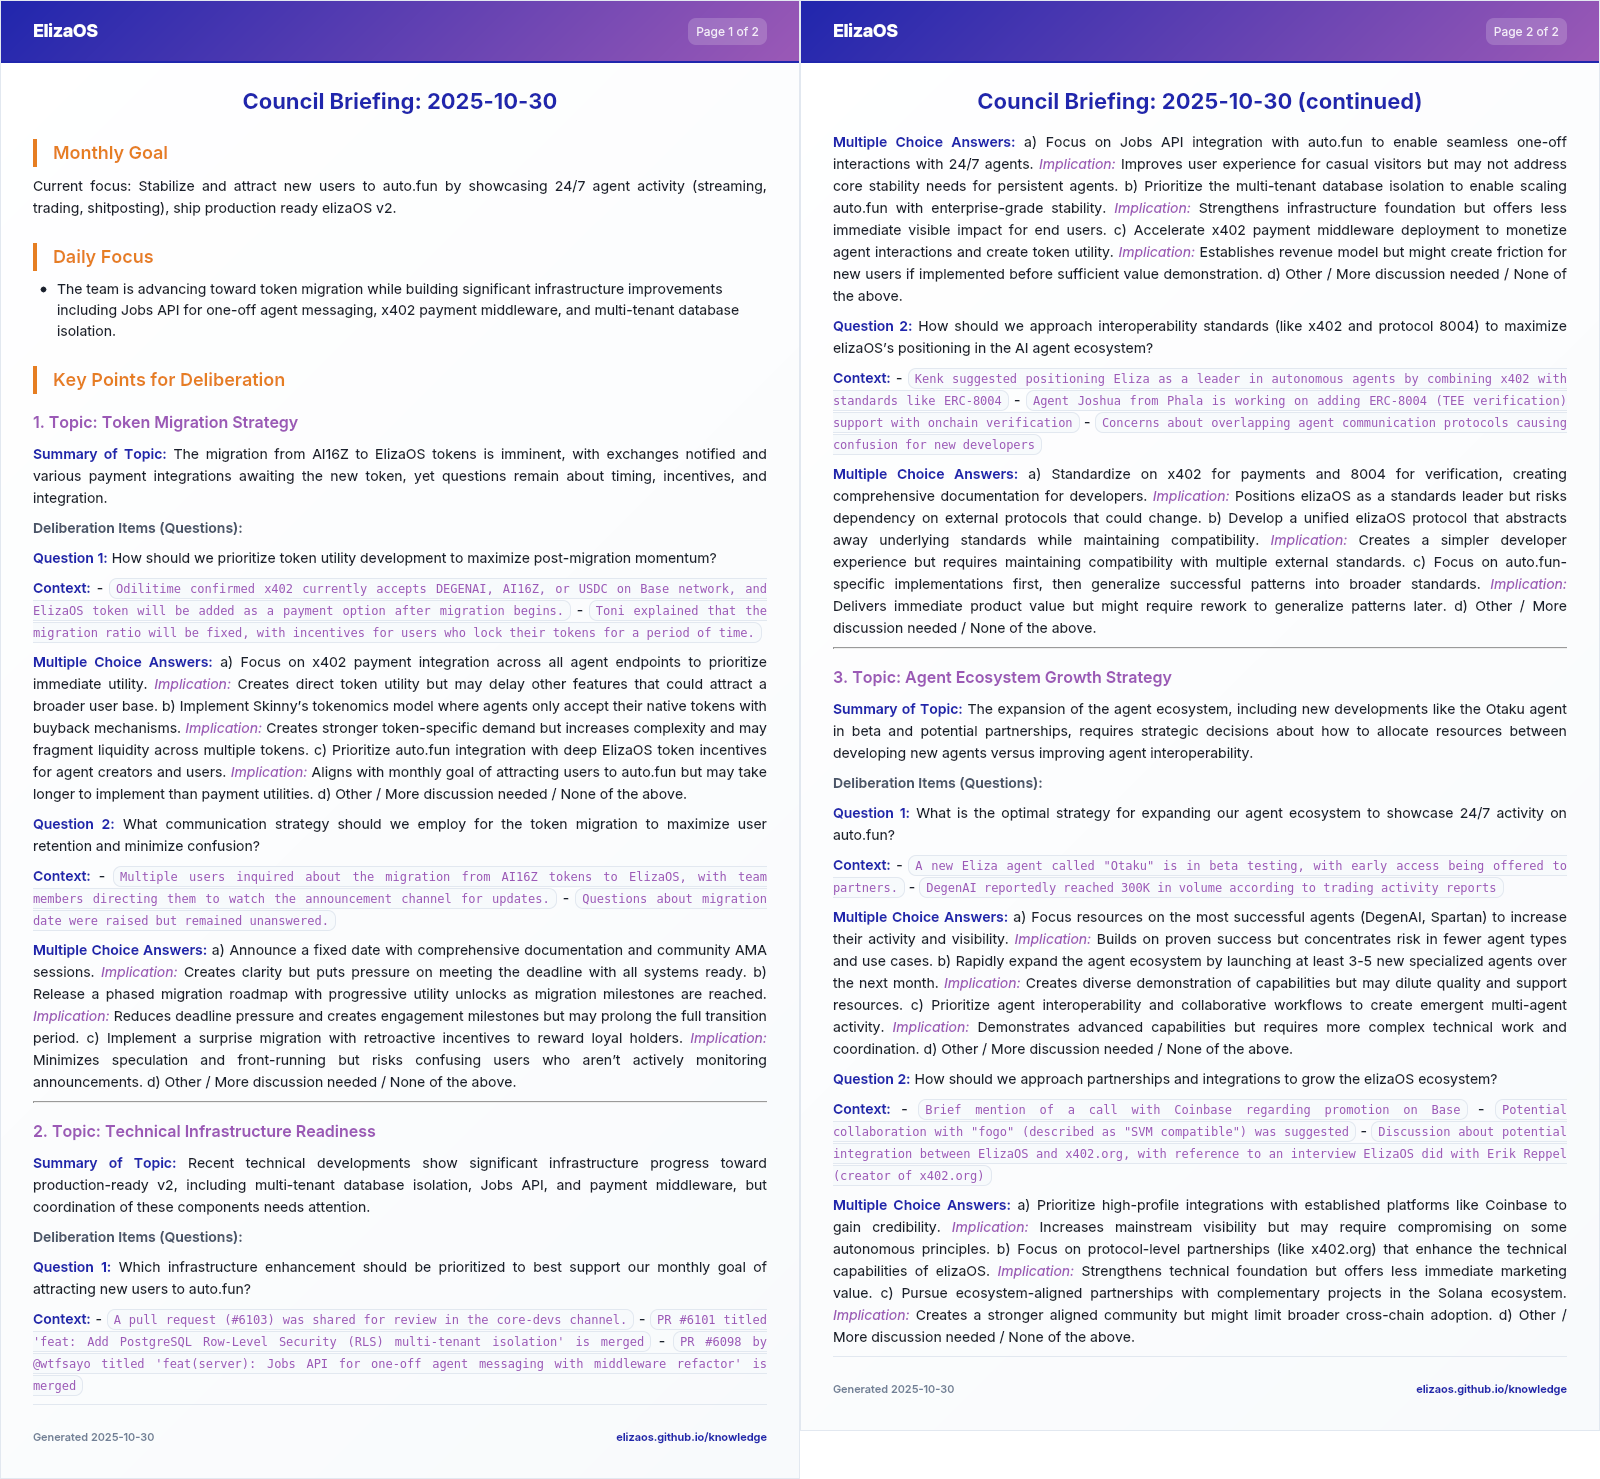 ElizaOS
Page 1 of 2
Council Briefing: 2025-10-30
Monthly Goal
Current focus: Stabilize and attract new users to auto.fun by showcasing 24/7 agent activity (streaming,
trading, shitposting), ship production ready elizaOS v2.
Daily Focus
• The team is advancing toward token migration while building significant infrastructure improvements
including Jobs API for one-off agent messaging, x402 payment middleware, and multi-tenant database
isolation.
Key Points for Deliberation
1. Topic: Token Migration Strategy
Summary of Topic: The migration from AI16Z to ElizaOS tokens is imminent, with exchanges notified and
various payment integrations awaiting the new token, yet questions remain about timing, incentives, and
integration.
Deliberation Items (Questions):
Question 1: How should we prioritize token utility development to maximize post-migration momentum?
Context: - Odilitime confirmed x402 currently accepts DEGENAI, AI16Z, or USDC on Base network, and
ElizaOS token will be added as a payment option after migration begins. - Toni explained that the
migration ratio will be fixed, with incentives for users who lock their tokens for a period of time.
Multiple Choice Answers: a) Focus on x402 payment integration across all agent endpoints to prioritize
immediate utility. Implication: Creates direct token utility but may delay other features that could attract a
broader user base. b) Implement Skinny's tokenomics model where agents only accept their native tokens with
buyback mechanisms. Implication: Creates stronger token-specific demand but increases complexity and may
fragment liquidity across multiple tokens. c) Prioritize auto.fun integration with deep ElizaOS token incentives
for agent creators and users. Implication: Aligns with monthly goal of attracting users to auto.fun but may take
longer to implement than payment utilities. d) Other / More discussion needed / None of the above.
Question 2: What communication strategy should we employ for the token migration to maximize user
retention and minimize confusion?
Context: - Multiple users inquired about the migration from AI16Z tokens to ElizaOS, with team
members directing them to watch the announcement channel for updates. - Questions about migration
date were raised but remained unanswered.
Multiple Choice Answers: a) Announce a fixed date with comprehensive documentation and community AMA
sessions. Implication: Creates clarity but puts pressure on meeting the deadline with all systems ready. b)
Release a phased migration roadmap with progressive utility unlocks as migration milestones are reached.
Implication: Reduces deadline pressure and creates engagement milestones but may prolong the full transition
period. c) Implement a surprise migration with retroactive incentives to reward loyal holders. Implication:
Minimizes speculation and front-running but risks confusing users who aren't actively monitoring
announcements. d) Other / More discussion needed / None of the above.
2. Topic: Technical Infrastructure Readiness
Summary of Topic: Recent technical developments show significant infrastructure progress toward
production-ready v2, including multi-tenant database isolation, Jobs API, and payment middleware, but
coordination of these components needs attention.
Deliberation Items (Questions):
Question 1: Which infrastructure enhancement should be prioritized to best support our monthly goal of
attracting new users to auto.fun?
Context: - A pull request (#6103) was shared for review in the core-devs channel. - PR #6101 titled
'feat: Add PostgreSQL Row-Level Security (RLS) multi-tenant isolation' is merged - PR #6098 by
@wtfsayo titled 'feat(server): Jobs API for one-off agent messaging with middleware refactor' is
merged
Generated 2025-10-30
elizaos.github.io/knowledge
ElizaOS
Page 2 of 2
Council Briefing: 2025-10-30 (continued)
Multiple Choice Answers: a) Focus on Jobs API integration with auto.fun to enable seamless one-off
interactions with 24/7 agents. Implication: Improves user experience for casual visitors but may not address
core stability needs for persistent agents. b) Prioritize the multi-tenant database isolation to enable scaling
auto.fun with enterprise-grade stability. Implication: Strengthens infrastructure foundation but offers less
immediate visible impact for end users. c) Accelerate x402 payment middleware deployment to monetize
agent interactions and create token utility. Implication: Establishes revenue model but might create friction for
new users if implemented before sufficient value demonstration. d) Other / More discussion needed / None of
the above.
Question 2: How should we approach interoperability standards (like x402 and protocol 8004) to maximize
elizaOS's positioning in the AI agent ecosystem?
Context: - Kenk suggested positioning Eliza as a leader in autonomous agents by combining x402 with
standards like ERC-8004 - Agent Joshua from Phala is working on adding ERC-8004 (TEE verification)
support with onchain verification - Concerns about overlapping agent communication protocols causing
confusion for new developers
Multiple Choice Answers: a) Standardize on x402 for payments and 8004 for verification, creating
comprehensive documentation for developers. Implication: Positions elizaOS as a standards leader but risks
dependency on external protocols that could change. b) Develop a unified elizaOS protocol that abstracts
away underlying standards while maintaining compatibility. Implication: Creates a simpler developer
experience but requires maintaining compatibility with multiple external standards. c) Focus on auto.fun-
specific implementations first, then generalize successful patterns into broader standards. Implication:
Delivers immediate product value but might require rework to generalize patterns later. d) Other / More
discussion needed / None of the above.
3. Topic: Agent Ecosystem Growth Strategy
Summary of Topic: The expansion of the agent ecosystem, including new developments like the Otaku agent
in beta and potential partnerships, requires strategic decisions about how to allocate resources between
developing new agents versus improving agent interoperability.
Deliberation Items (Questions):
Question 1: What is the optimal strategy for expanding our agent ecosystem to showcase 24/7 activity on
auto.fun?
Context: - A new Eliza agent called "Otaku" is in beta testing, with early access being offered to
partners. - DegenAI reportedly reached 300K in volume according to trading activity reports
Multiple Choice Answers: a) Focus resources on the most successful agents (DegenAI, Spartan) to increase
their activity and visibility. Implication: Builds on proven success but concentrates risk in fewer agent types
and use cases. b) Rapidly expand the agent ecosystem by launching at least 3-5 new specialized agents over
the next month. Implication: Creates diverse demonstration of capabilities but may dilute quality and support
resources. c) Prioritize agent interoperability and collaborative workflows to create emergent multi-agent
activity. Implication: Demonstrates advanced capabilities but requires more complex technical work and
coordination. d) Other / More discussion needed / None of the above.
Question 2: How should we approach partnerships and integrations to grow the elizaOS ecosystem?
Context: - Brief mention of a call with Coinbase regarding promotion on Base - Potential
collaboration with "fogo" (described as "SVM compatible") was suggested - Discussion about potential
integration between ElizaOS and x402.org, with reference to an interview ElizaOS did with Erik Reppel
(creator of x402.org)
Multiple Choice Answers: a) Prioritize high-profile integrations with established platforms like Coinbase to
gain credibility. Implication: Increases mainstream visibility but may require compromising on some
autonomous principles. b) Focus on protocol-level partnerships (like x402.org) that enhance the technical
capabilities of elizaOS. Implication: Strengthens technical foundation but offers less immediate marketing
value. c) Pursue ecosystem-aligned partnerships with complementary projects in the Solana ecosystem.
Implication: Creates a stronger aligned community but might limit broader cross-chain adoption. d) Other /
More discussion needed / None of the above.
Generated 2025-10-30
elizaos.github.io/knowledge